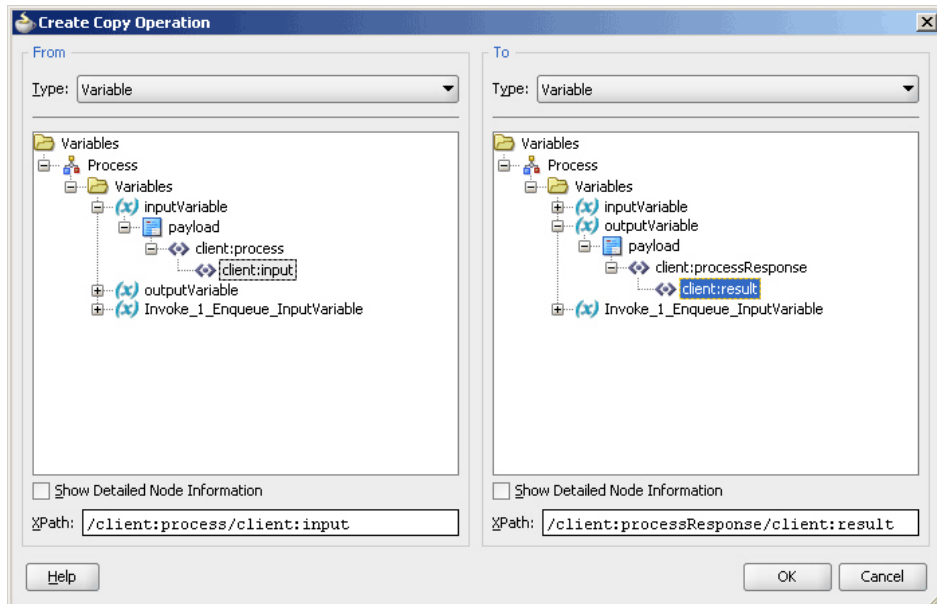 Create Copy Operation
From
Type: Variable
Variables
Process
Variables
(x) inputVariable
payload
client:process
client:input
(x) outputVariable
(x) Invoke_1_Enqueue_InputVariable
Show Detailed Node Information
XPath: /client:process/client:input
To
Type: Variable
Variables
Process
Variables
(x) inputVariable
(x) outputVariable
payload
client:processResponse
client:result
(x) Invoke_1_Enqueue_InputVariable
Show Detailed Node Information
XPath: /client:processResponse/client:result
Help
OK
Cancel